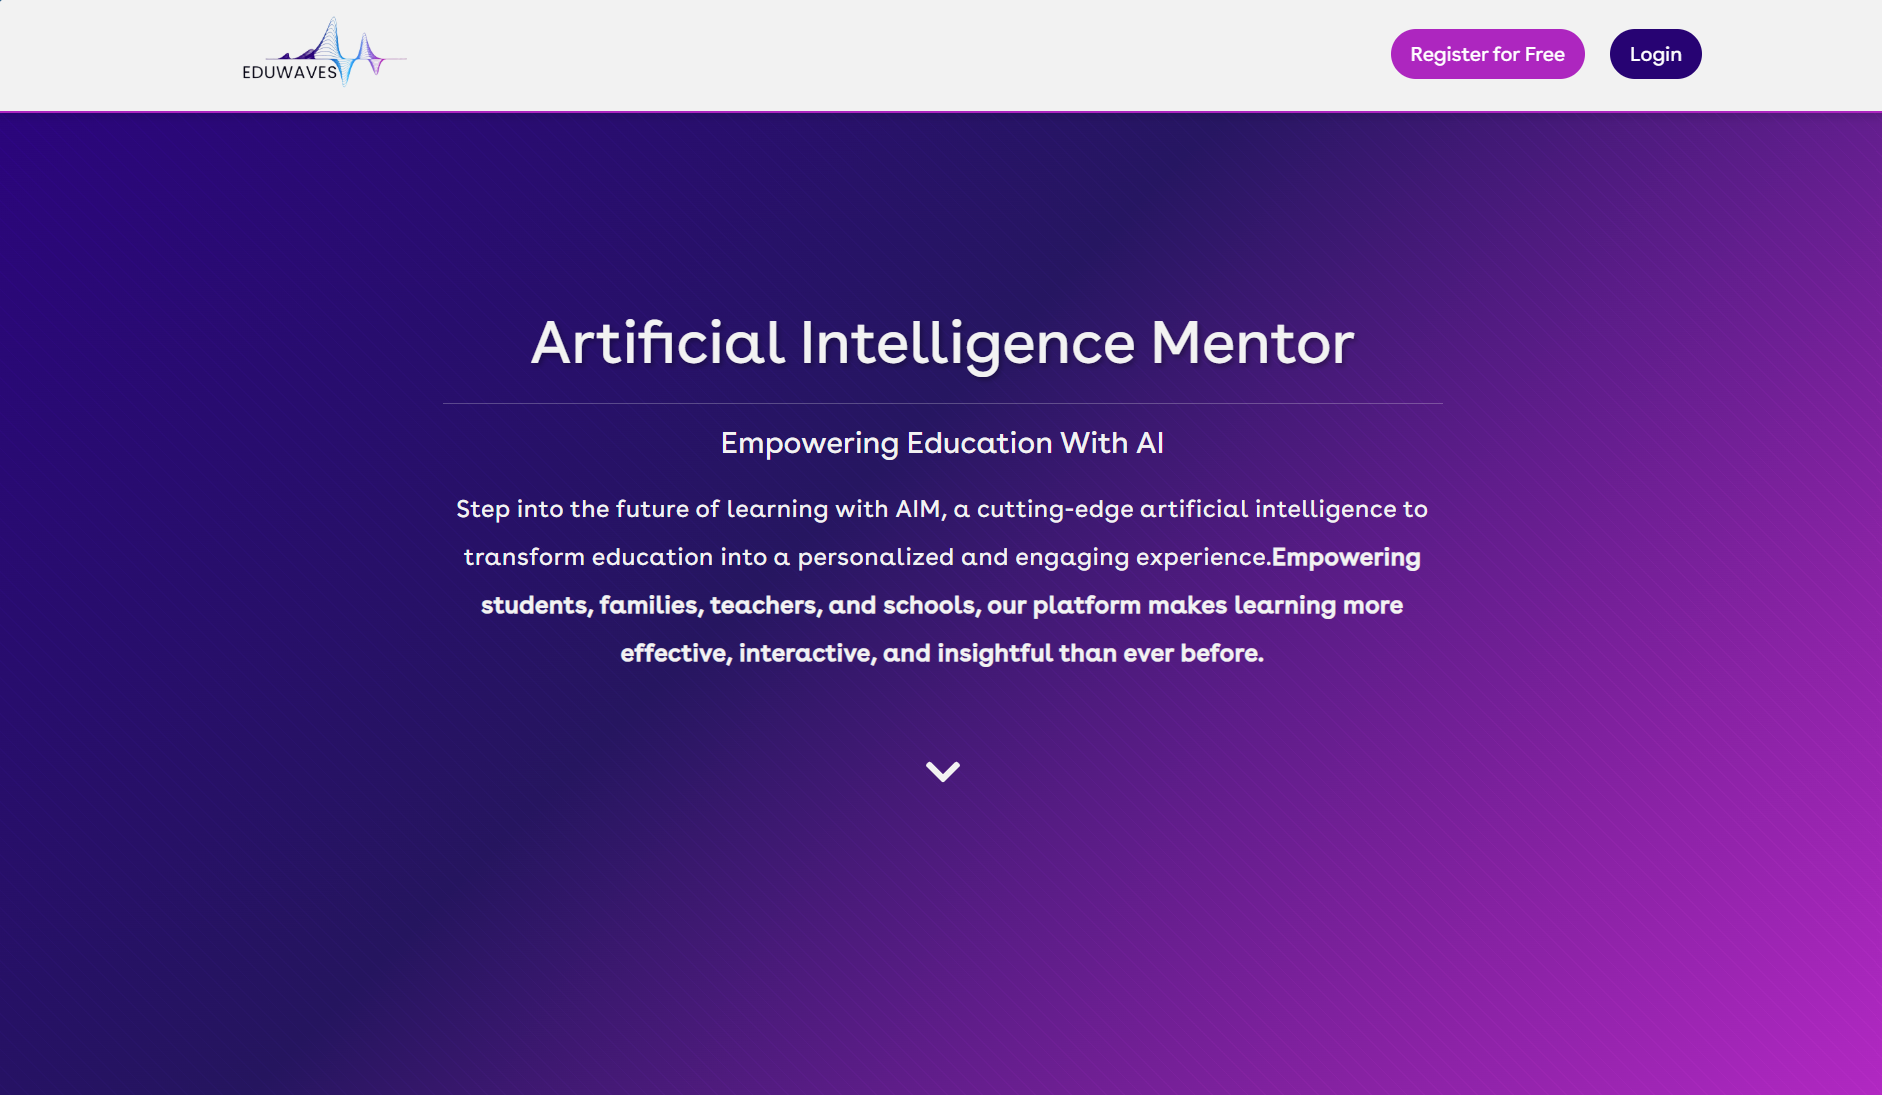 EDUWAVES
Register for Free
Login
Artificial Intelligence Mentor
Empowering Education With AI
Step into the future of learning with AIM, a cutting-edge artificial intelligence to
transform education into a personalized and engaging experience.Empowering
students, families, teachers, and schools, our platform makes learning more
effective, interactive, and insightful than ever before.